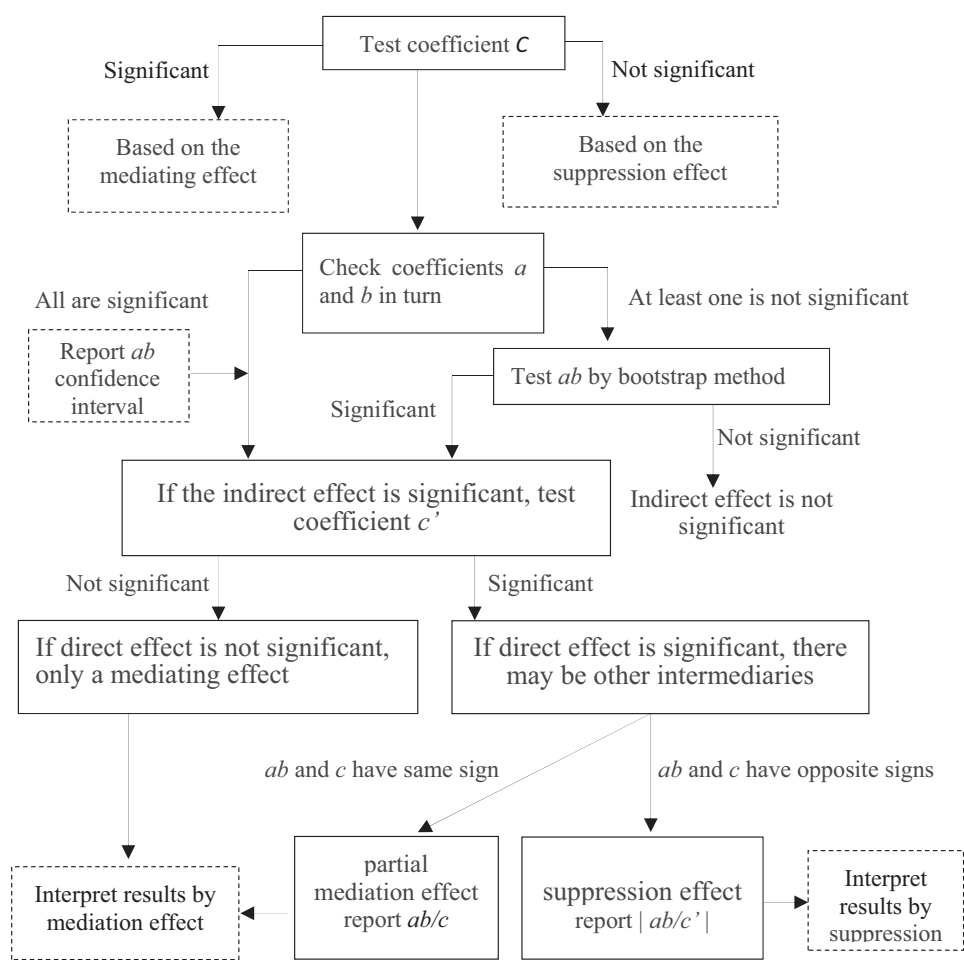 Test coefficient C
Significant
Not significant
Based on the
mediating effect
Based on the
suppression effect
Check coefficients a
and b in turn
All are significant
At least one is not significant
Report ab
confidence
interval
Test ab by bootstrap method
Significant
Not significant
If the indirect effect is significant, test
coefficient c’
Indirect effect is not
significant
Not significant
Significant
If direct effect is not significant,
only a mediating effect
If direct effect is significant, there
may be other intermediaries
ab and c have same sign
ab and c have opposite signs
Interpret results by
mediation effect
partial
mediation effect
report ab/c
suppression effect
report | ab/c’ |
Interpret
results by
suppression